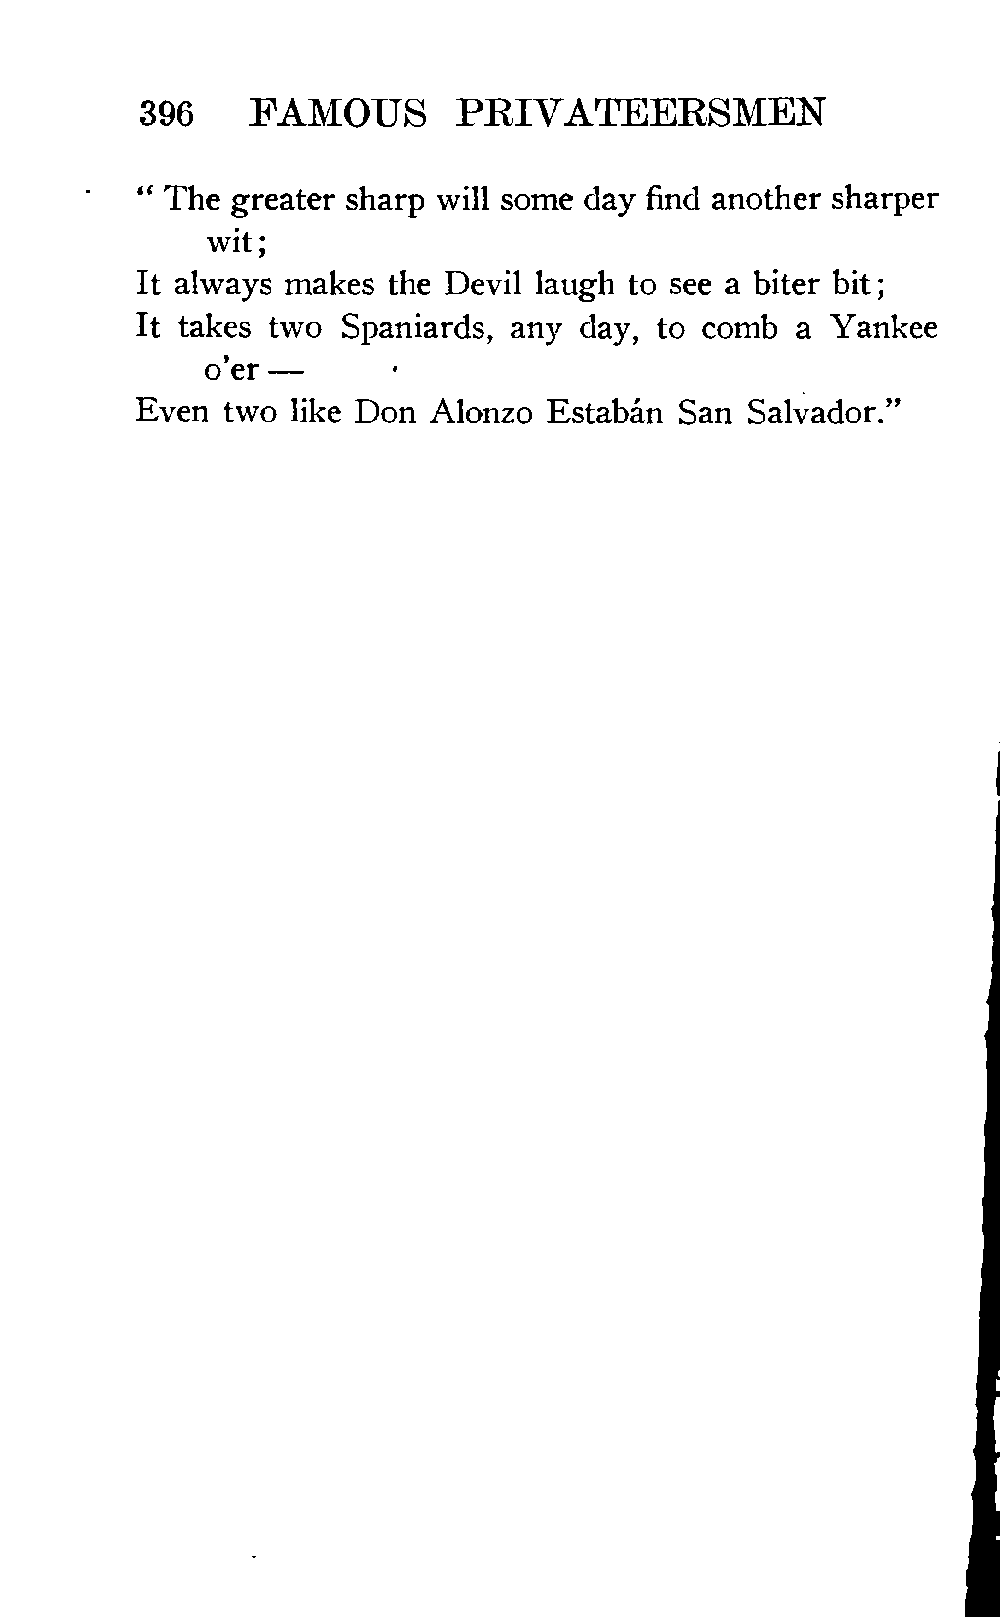 396 FAMOUS PRIVATEERSMEN
“ The greater sharp will some day find another sharper
wit;
It always makes the Devil laugh to see a biter bit;
It takes two Spaniards, any day, to comb a Yankee
o’er —
Even two like Don Alonzo Estabán San Salvador.”